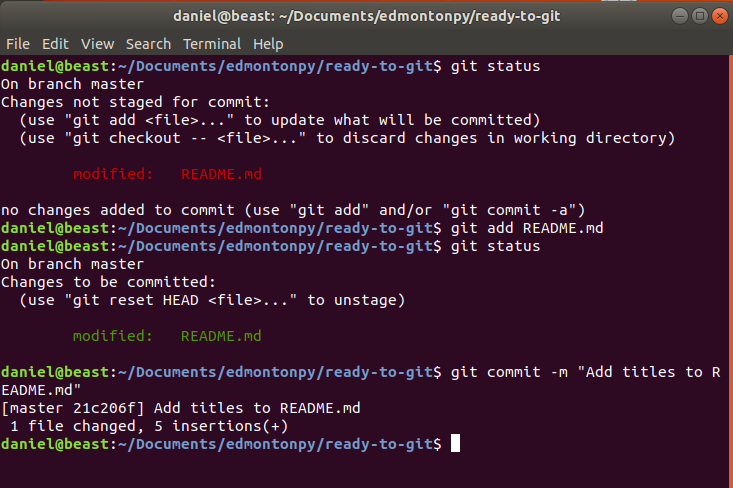 daniel@beast: ~/Documents/edmontonpy/ready-to-git
File Edit View Search Terminal Help
daniel@beast:~/Documents/edmontonpy/ready-to-git$ git status
On branch master
Changes not staged for commit:
  (use "git add <file>..." to update what will be committed)
  (use "git checkout -- <file>..." to discard changes in working directory)
        modified:   README.md
no changes added to commit (use "git add" and/or "git commit -a")
daniel@beast:~/Documents/edmontonpy/ready-to-git$ git add README.md
daniel@beast:~/Documents/edmontonpy/ready-to-git$ git status
On branch master
Changes to be committed:
  (use "git reset HEAD <file>..." to unstage)
        modified:   README.md
daniel@beast:~/Documents/edmontonpy/ready-to-git$ git commit -m "Add titles to R
EADME.md"
[master 21c206f] Add titles to README.md
 1 file changed, 5 insertions(+)
daniel@beast:~/Documents/edmontonpy/ready-to-git$